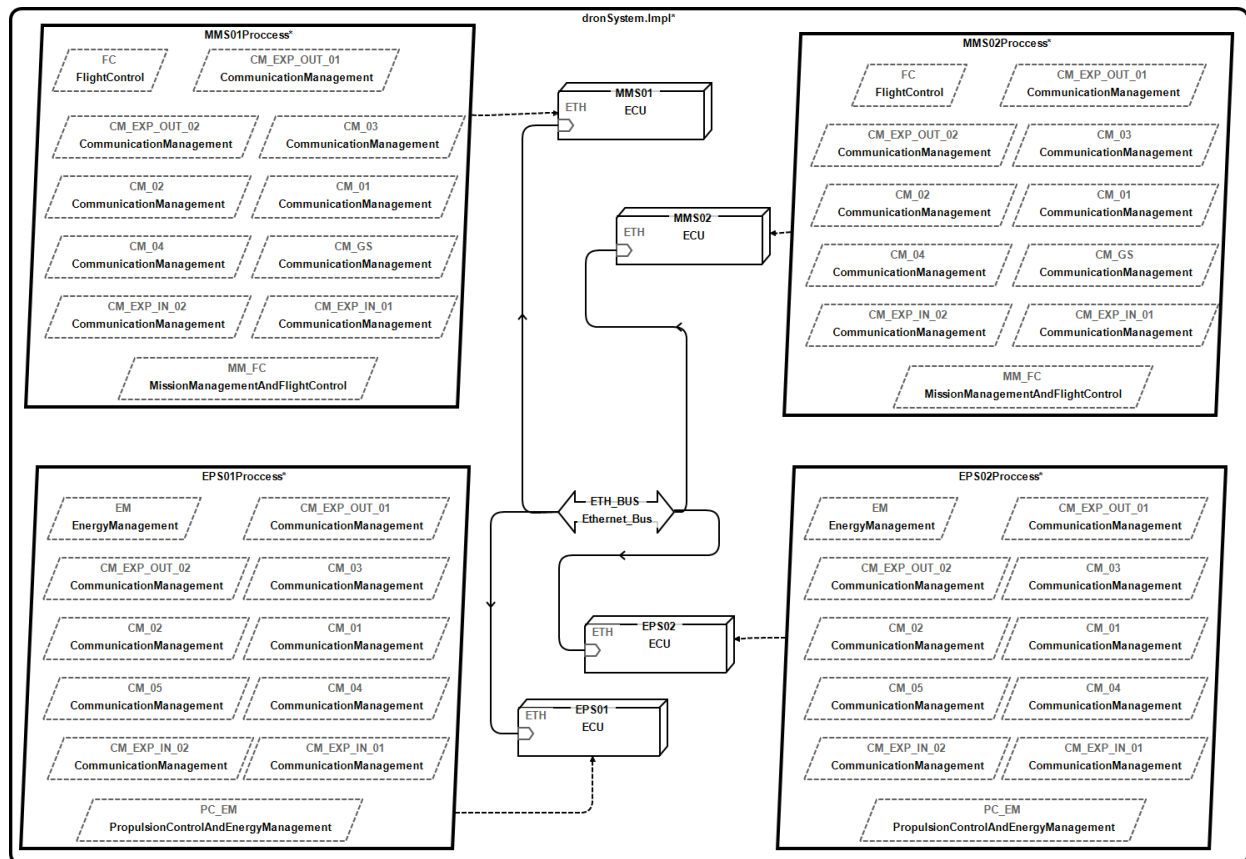 dronSystem.Impl*
MMS01Proccess*
FC
FlightControl
CM_EXP_OUT_01
CommunicationManagement
CM_EXP_OUT_02
CommunicationManagement
CM_03
CommunicationManagement
CM_02
CommunicationManagement
CM_01
CommunicationManagement
CM_04
CommunicationManagement
CM_GS
CommunicationManagement
CM_EXP_IN_02
CommunicationManagement
CM_EXP_IN_01
CommunicationManagement
MM_FC
MissionManagementAndFlightControl
MMS01
ETH
ECU
MMS02
ETH
ECU
MMS02Proccess*
FC
FlightControl
CM_EXP_OUT_01
CommunicationManagement
CM_EXP_OUT_02
CommunicationManagement
CM_03
CommunicationManagement
CM_02
CommunicationManagement
CM_01
CommunicationManagement
CM_04
CommunicationManagement
CM_GS
CommunicationManagement
CM_EXP_IN_02
CommunicationManagement
CM_EXP_IN_01
CommunicationManagement
MM_FC
MissionManagementAndFlightControl
EPS01Proccess*
EM
EnergyManagement
CM_EXP_OUT_01
CommunicationManagement
CM_EXP_OUT_02
CommunicationManagement
CM_03
CommunicationManagement
CM_02
CommunicationManagement
CM_01
CommunicationManagement
CM_05
CommunicationManagement
CM_04
CommunicationManagement
CM_EXP_IN_02
CommunicationManagement
CM_EXP_IN_01
CommunicationManagement
PC_EM
PropulsionControlAndEnergyManagement
ETH_BUS
Ethernet_Bus
EPS02
ETH
ECU
EPS01
ETH
ECU
EPS02Proccess*
EM
EnergyManagement
CM_EXP_OUT_01
CommunicationManagement
CM_EXP_OUT_02
CommunicationManagement
CM_03
CommunicationManagement
CM_02
CommunicationManagement
CM_01
CommunicationManagement
CM_05
CommunicationManagement
CM_04
CommunicationManagement
CM_EXP_IN_02
CommunicationManagement
CM_EXP_IN_01
CommunicationManagement
PC_EM
PropulsionControlAndEnergyManagement